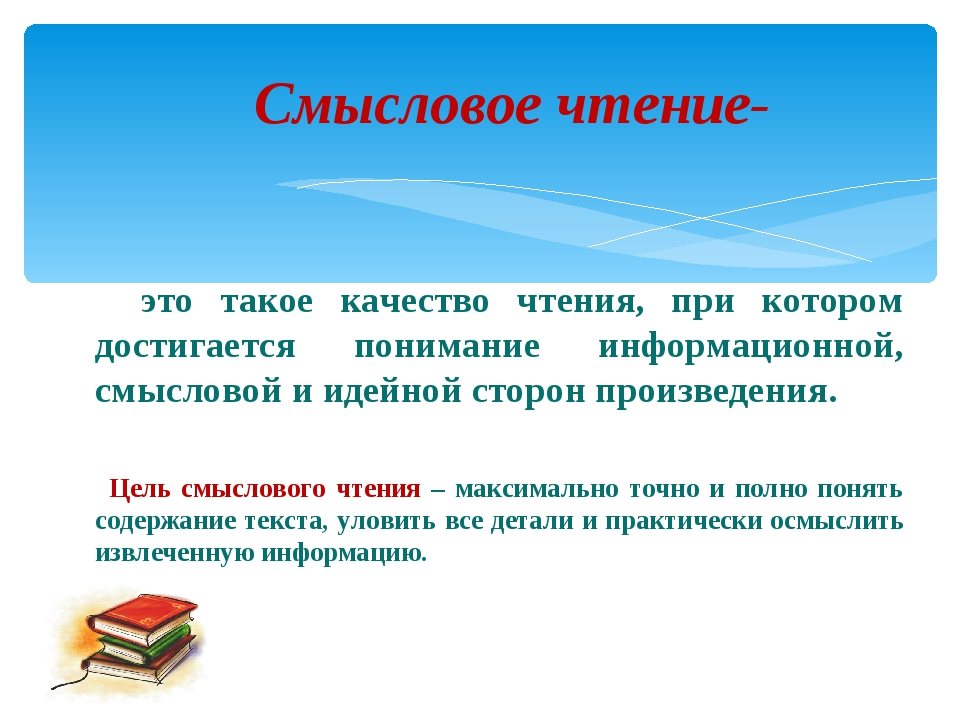 Смысловое чтение-
это такое качество чтения, при котором
достигается понимание информационной,
смысловой и идейной сторон произведения.
Цель смыслового чтения – максимально точно и полно понять
содержание текста, уловить все детали и практически осмыслить
извлеченную информацию.